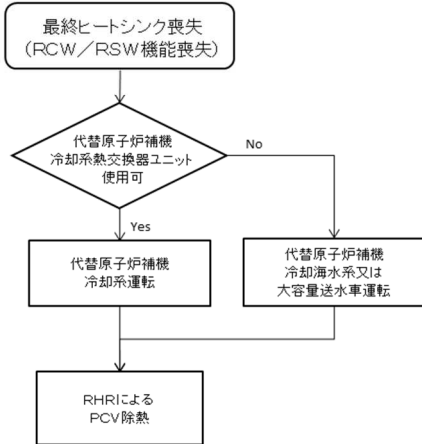 最終ヒートシンク喪失
（RCW／RSW機能喪失）
代替原子炉補機
冷却系熱交換器ユニット
使用可
No
Yes
代替原子炉補機
冷却系運転
代替原子炉補機
冷却海水系又は
大容量送水車運転
RHRによる
PCV除熱